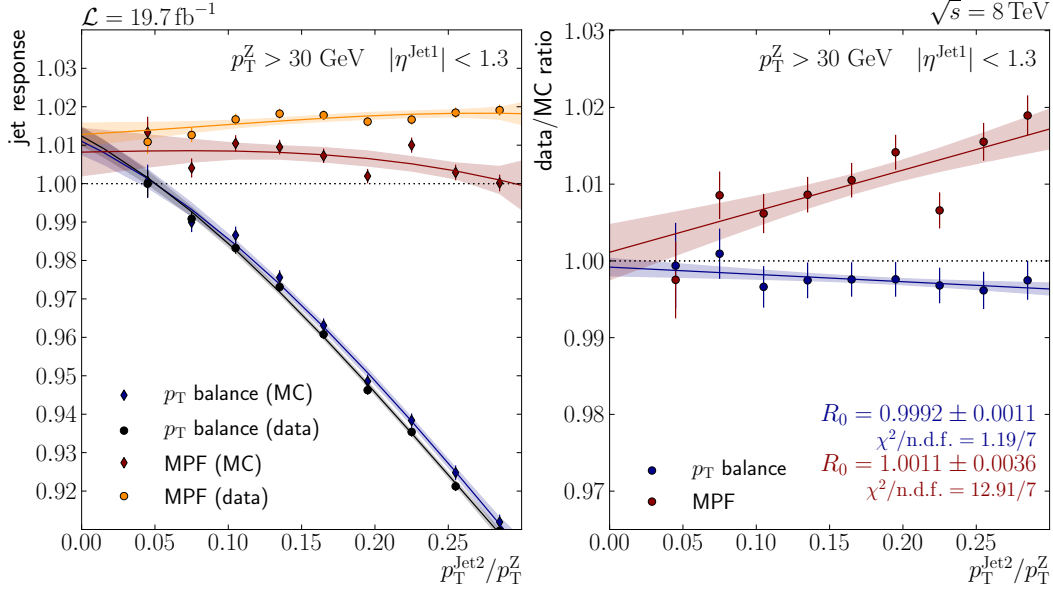 ℒ = 19.7 fb⁻¹
√s = 8 TeV
p_T^Z > 30 GeV |η^Jet1| < 1.3
jet response
1.03
1.02
1.01
1.00
0.99
0.98
0.97
0.96
0.95
0.94
0.93
0.92
p_T balance (MC)
p_T balance (data)
MPF (MC)
MPF (data)
0.00 0.05 0.10 0.15 0.20 0.25
p_T^Jet2/p_T^Z
p_T^Z > 30 GeV |η^Jet1| < 1.3
data/MC ratio
1.03
1.02
1.01
1.00
0.99
0.98
0.97
R₀ = 0.9992 ± 0.0011
χ²/n.d.f. = 1.19/7
R₀ = 1.0011 ± 0.0036
χ²/n.d.f. = 12.91/7
p_T balance
MPF
0.00 0.05 0.10 0.15 0.20 0.25
p_T^Jet2/p_T^Z